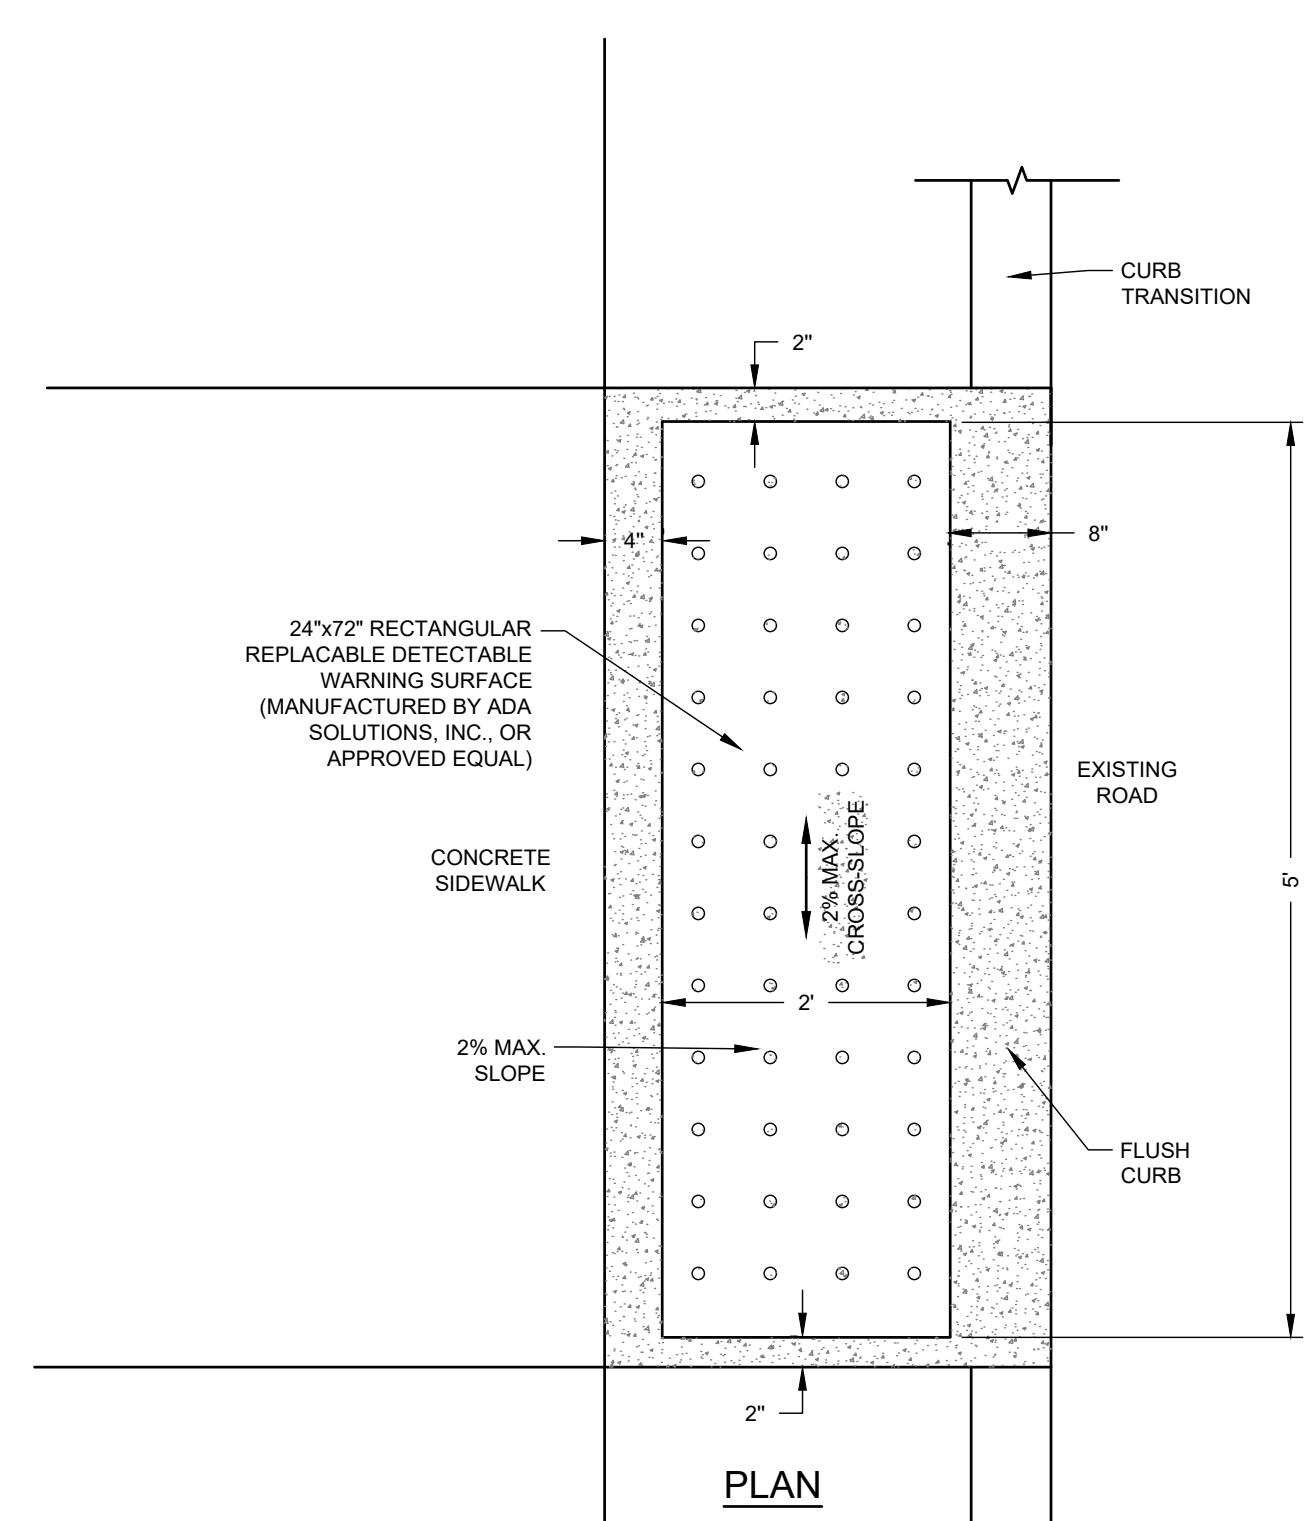 CURB
TRANSITION
2"
4"
8"
24"x72" RECTANGULAR
REPLACABLE DETECTABLE
WARNING SURFACE
(MANUFACTURED BY ADA
SOLUTIONS, INC., OR
APPROVED EQUAL)
EXISTING
ROAD
2% MAX.
CROSS-SLOPE
CONCRETE
SIDEWALK
5'
2'
2% MAX.
SLOPE
FLUSH
CURB
2"
PLAN